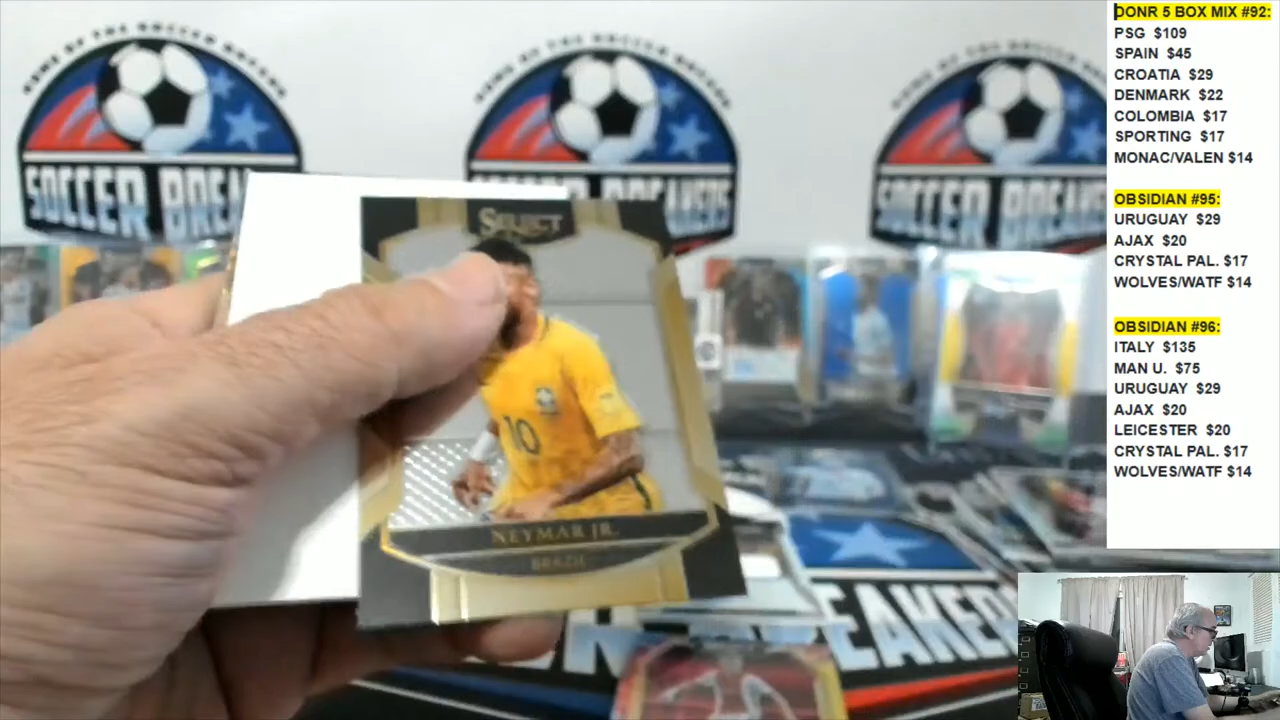 SOCCER BREA
SOCCER BREAKERS
SOCCER BREAKERS
SELECT
10
NEYMAR JR.
BRAZIL
EAKERS
DONR 5 BOX MIX #92:
PSG $109
SPAIN $45
CROATIA $29
DENMARK $22
COLOMBIA $17
SPORTING $17
MONAC/VALEN $14
OBSIDIAN #95:
URUGUAY $29
AJAX $20
CRYSTAL PAL. $17
WOLVES/WATF $14
OBSIDIAN #96:
ITALY $135
MAN U. $75
URUGUAY $29
AJAX $20
LEICESTER $20
CRYSTAL PAL. $17
WOLVES/WATF $14